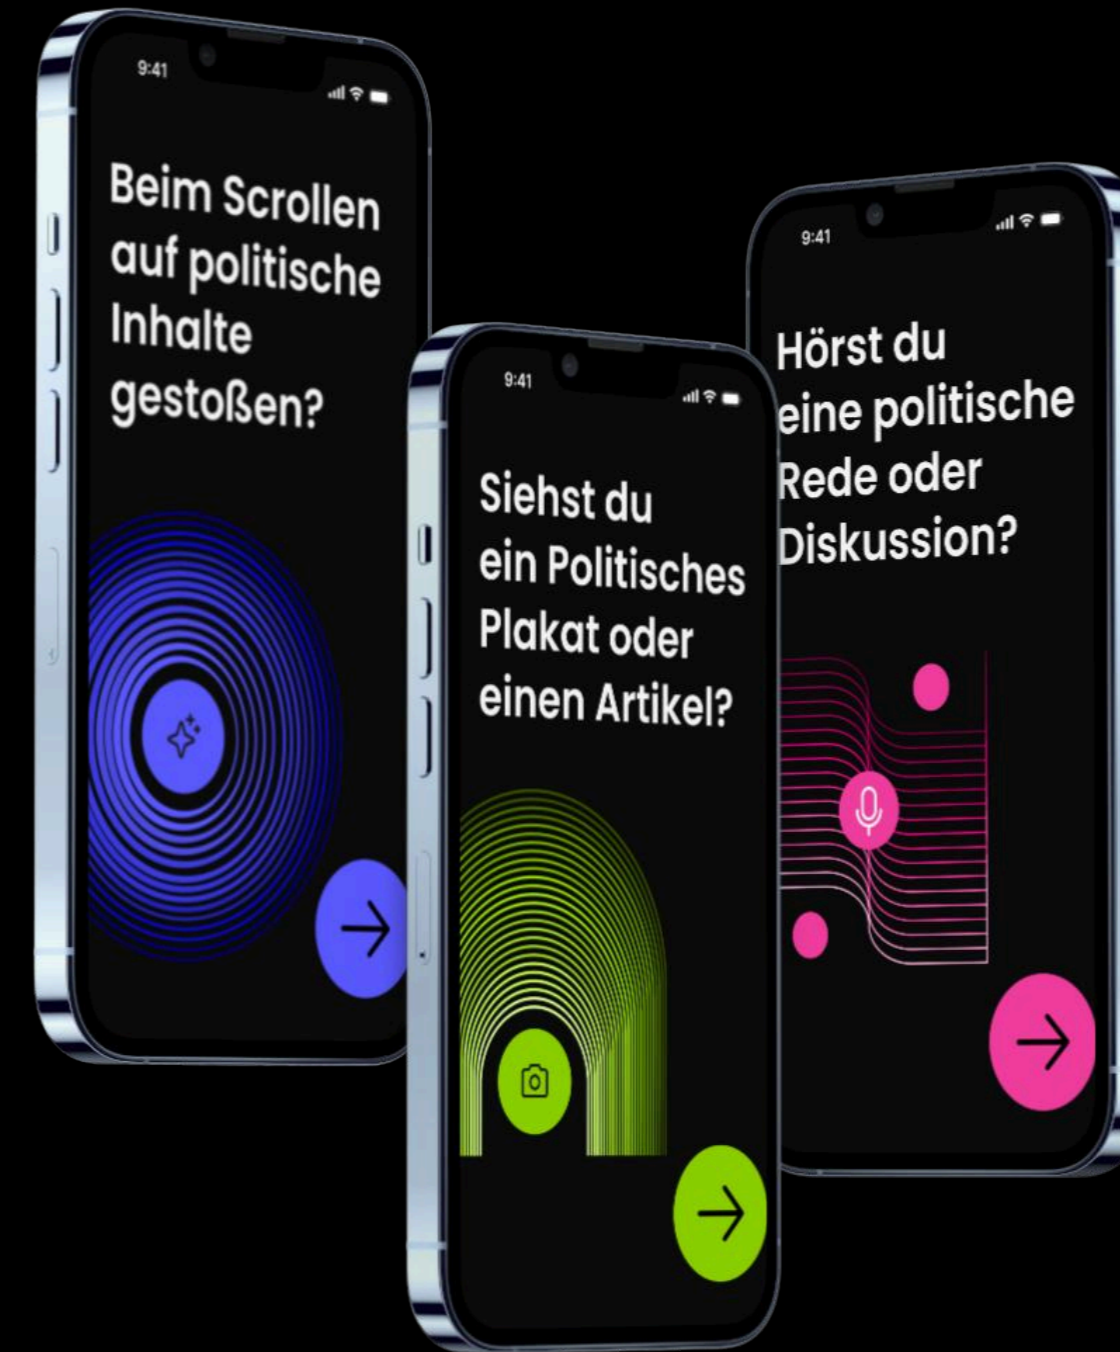 9:41
Beim Scrollen
auf politische
Inhalte
gestoßen?
9:41
Siehst du
ein Politisches
Plakat oder
einen Artikel?
9:41
Hörst du
eine politische
Rede oder
Diskussion?